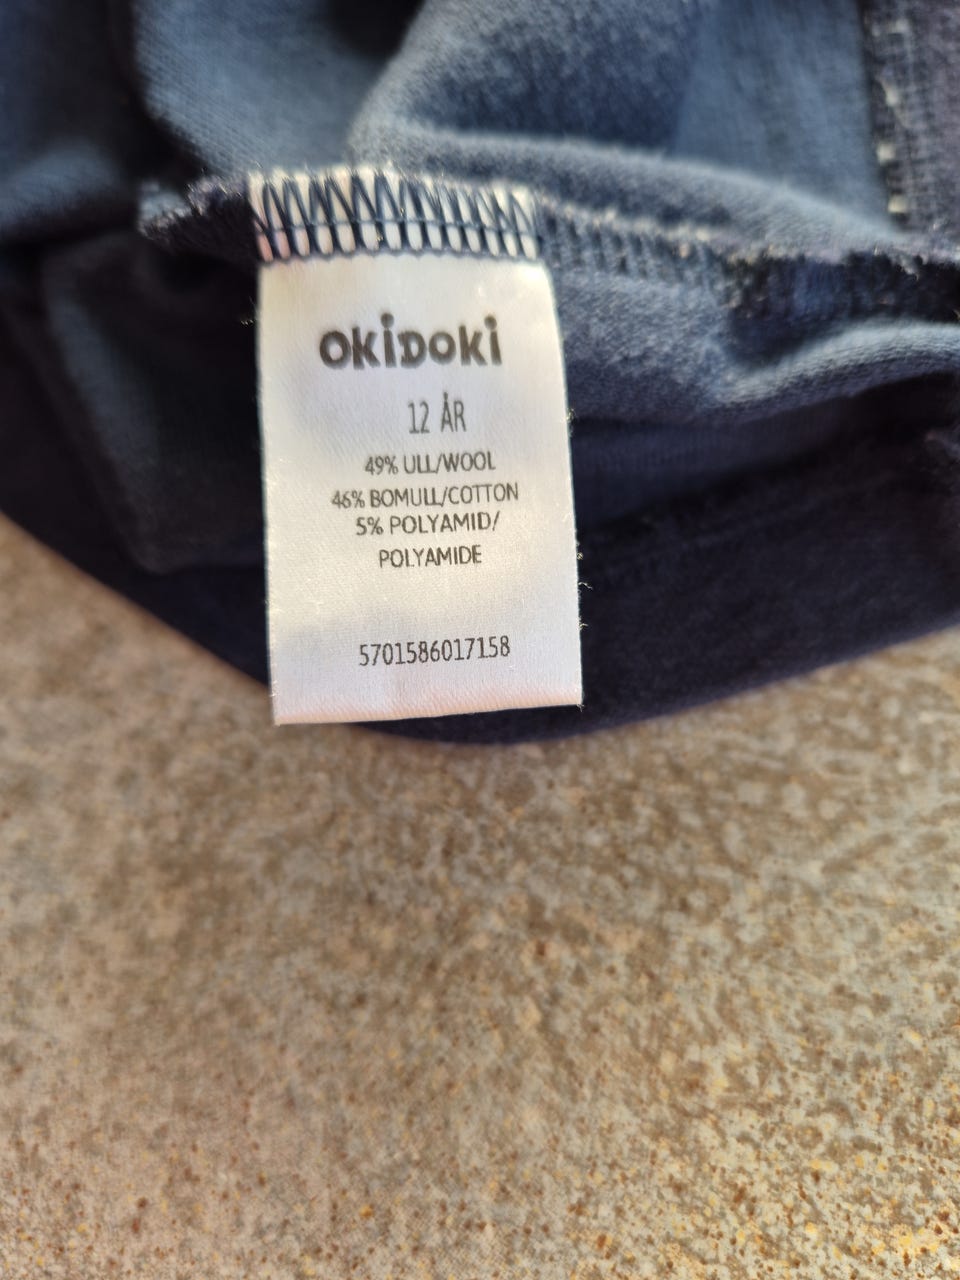 OKiDOKi
12 ÅR
49% ULL/WOOL
46% BOMULL/COTTON
5% POLYAMID/
POLYAMIDE
5701586017158